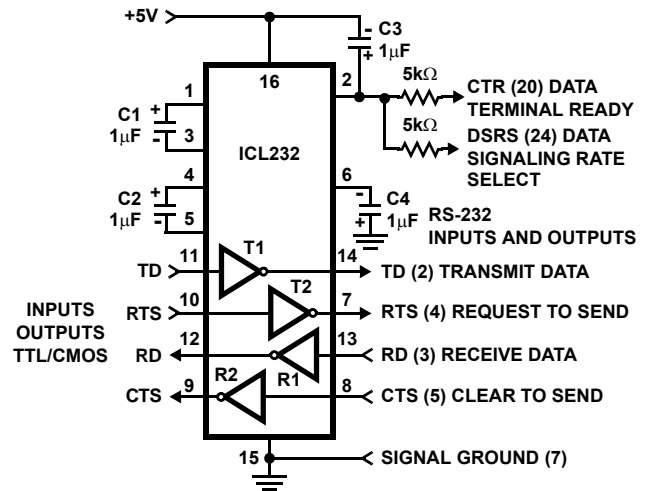 +5V
- C3
+ 1μF
16
1
2
5kΩ
CTR (20) DATA
TERMINAL READY
C1 +
1μF -
3
5kΩ
DSRS (24) DATA
SIGNALING RATE
SELECT
ICL232
4
6
C2 +
1μF -
5
- C4
+ 1μF
RS-232
INPUTS AND OUTPUTS
T1
11
14
TD
TD (2) TRANSMIT DATA
T2
10
7
INPUTS
OUTPUTS
TTL/CMOS
RTS
RTS (4) REQUEST TO SEND
12
13
RD
RD (3) RECEIVE DATA
R1
R2
9
8
CTS
CTS (5) CLEAR TO SEND
15
SIGNAL GROUND (7)